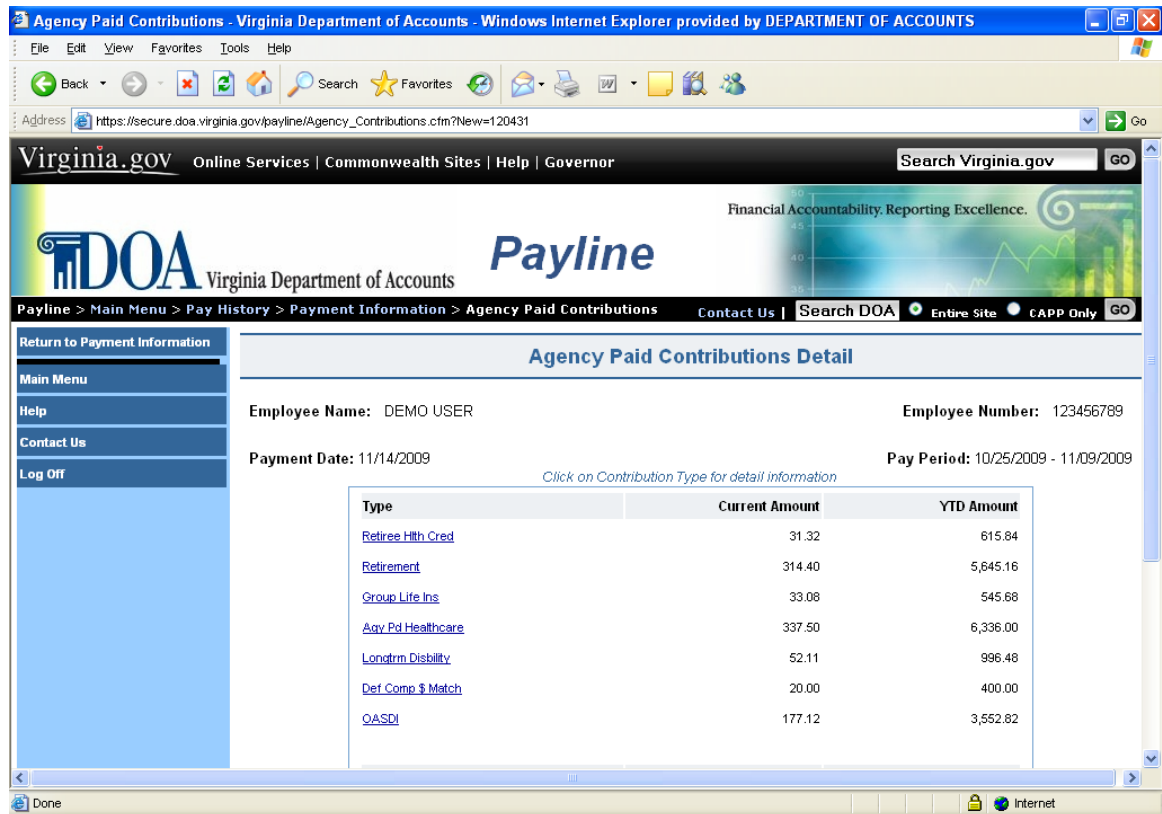 Agency Paid Contributions - Virginia Department of Accounts - Windows Internet Explorer provided by DEPARTMENT OF ACCOUNTS
File Edit View Favorites Tools Help
Back Search Favorites
Address https://secure.doa.virginia.gov/payline/Agency_Contributions.cfm?New=120431 Go
Virginia.gov Online Services | Commonwealth Sites | Help | Governor Search Virginia.gov GO
Financial Accountability. Reporting Excellence.
50
45
40
35
DOA Virginia Department of Accounts Payline
Payline > Main Menu > Pay History > Payment Information > Agency Paid Contributions Contact Us | Search DOA Entire Site CAPP Only GO
Return to Payment Information
Main Menu
Help
Contact Us
Log Off
Agency Paid Contributions Detail
Employee Name: DEMO USER Employee Number: 123456789
Payment Date: 11/14/2009 Pay Period: 10/25/2009 - 11/09/2009
Click on Contribution Type for detail information
Type Current Amount YTD Amount
Retiree Hlth Cred 31.32 615.84
Retirement 314.40 5,645.16
Group Life Ins 33.08 545.68
Agy Pd Healthcare 337.50 6,336.00
Longtrm Disbility 52.11 996.48
Def Comp $ Match 20.00 400.00
OASDI 177.12 3,552.82
Done Internet